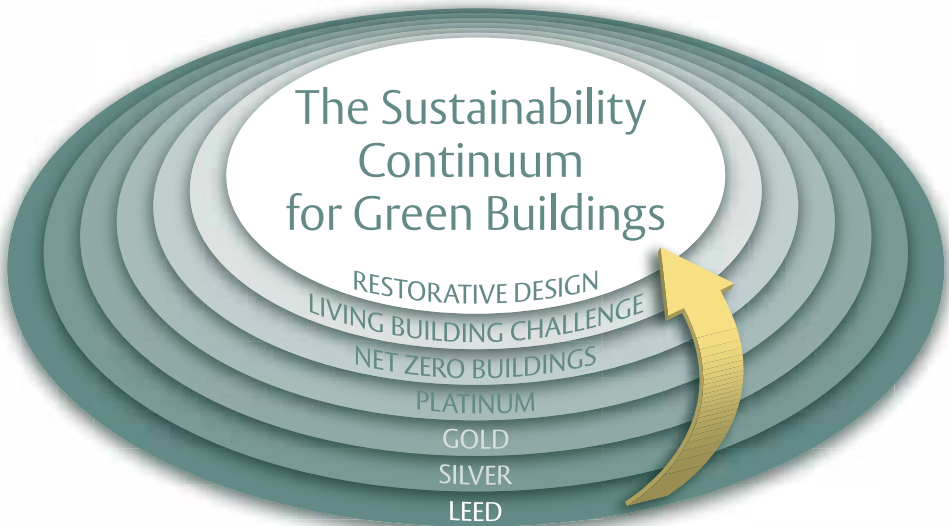 The Sustainability
Continuum
for Green Buildings
RESTORATIVE DESIGN
LIVING BUILDING CHALLENGE
NET ZERO BUILDINGS
PLATINUM
GOLD
SILVER
LEED